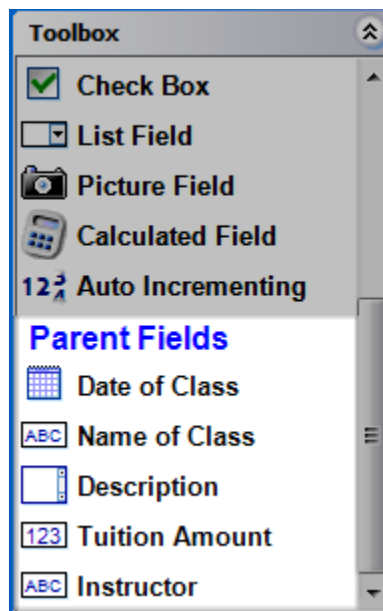 Toolbox
Check Box
List Field
Picture Field
Calculated Field
Auto Incrementing
Parent Fields
Date of Class
ABC Name of Class
Description
123 Tuition Amount
ABC Instructor